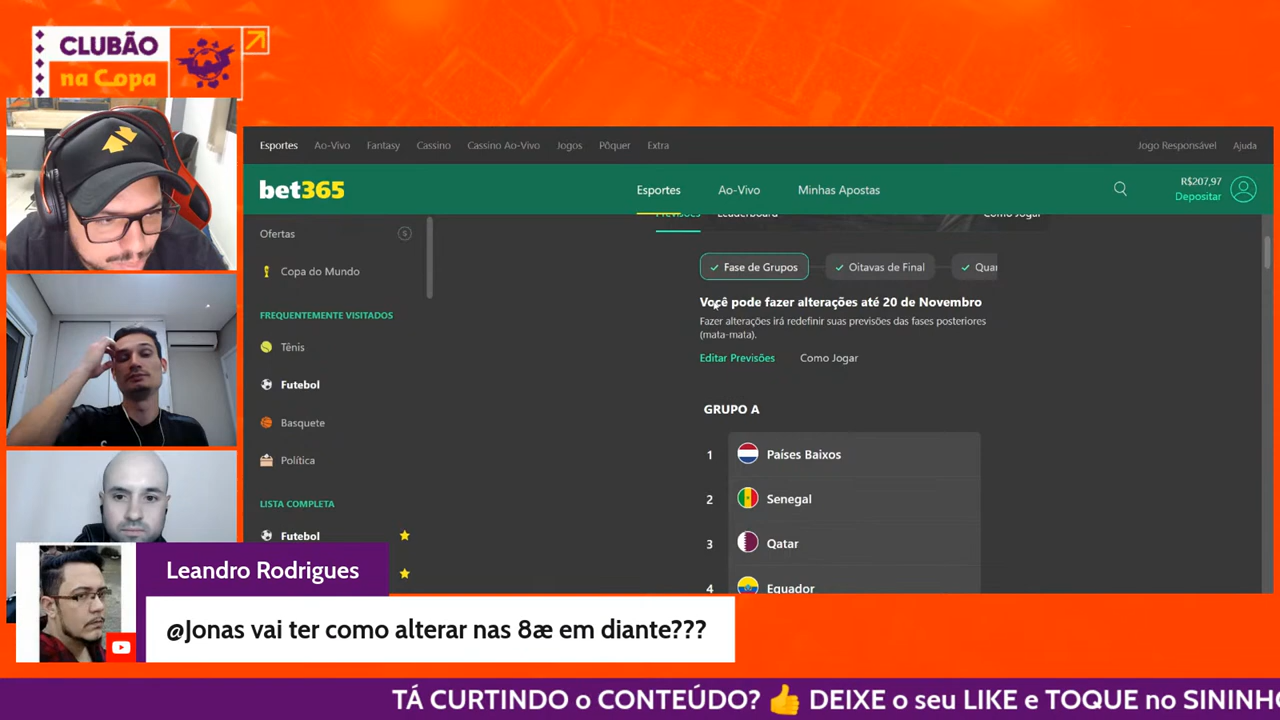 CLUBÃO
na Copa
Esportes Ao-Vivo Fantasy Cassino Cassino Ao-Vivo Jogos Pôquer Extra Jogo Responsável Ajuda
bet365 Esportes Ao-Vivo Minhas Apostas R$207,97
Depositar
Previsões Leaderboard Como Jogar
Ofertas
Copa do Mundo
FREQUENTEMENTE VISITADOS
Tênis
Futebol
Basquete
Política
LISTA COMPLETA
Futebol
Fase de Grupos Oitavas de Final Quar
Você pode fazer alterações até 20 de Novembro
Fazer alterações irá redefinir suas previsões das fases posteriores
(mata-mata).
Editar Previsões Como Jogar
GRUPO A
1 Países Baixos
2 Senegal
3 Qatar
4 Equador
Leandro Rodrigues
@Jonas vai ter como alterar nas 8æ em diante???
TÁ CURTINDO o CONTEÚDO? 👍 DEIXE o seu LIKE e TOQUE no SININHO